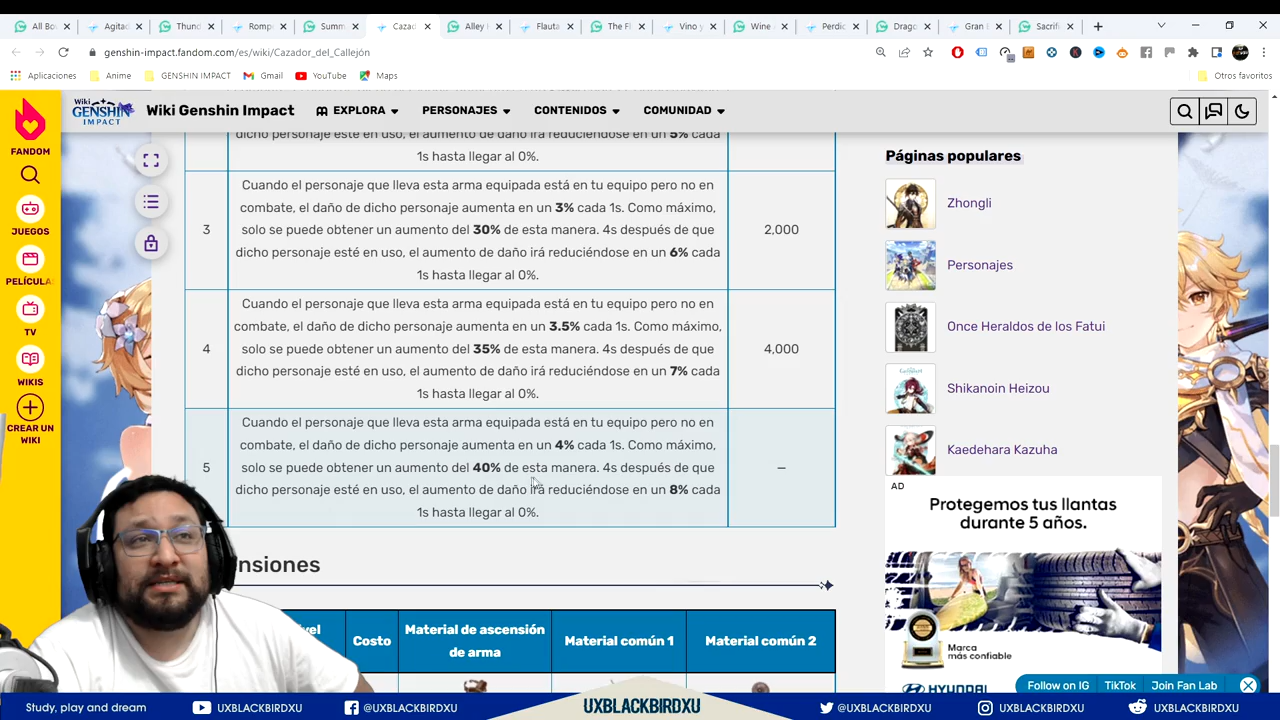 All Bo
Agitad
Thund
Rompe
Summ
Cazad
Alley
Flauta
The Fl
Vino y
Wine
Perdic
Drago
Gran
Sacrifi
genshin-impact.fandom.com/es/wiki/Cazador_del_Callejón
Aplicaciones
Anime
GENSHIN IMPACT
Gmail
YouTube
Maps
Otros favoritos
Wiki GENSHIN IMPACT
Wiki Genshin Impact
EXPLORA
PERSONAJES
CONTENIDOS
COMUNIDAD
FANDOM
JUEGOS
PELÍCULA
TV
WIKIS
CREAR UN
WIKI
dicho personaje esté en uso, el aumento de daño irá reduciéndose en un 5% cada
1s hasta llegar al 0%.
3
Cuando el personaje que lleva esta arma equipada está en tu equipo pero no en
combate, el daño de dicho personaje aumenta en un 3% cada 1s. Como máximo,
solo se puede obtener un aumento del 30% de esta manera. 4s después de que
dicho personaje esté en uso, el aumento de daño irá reduciéndose en un 6% cada
1s hasta llegar al 0%.
2,000
4
Cuando el personaje que lleva esta arma equipada está en tu equipo pero no en
combate, el daño de dicho personaje aumenta en un 3.5% cada 1s. Como máximo,
solo se puede obtener un aumento del 35% de esta manera. 4s después de que
dicho personaje esté en uso, el aumento de daño irá reduciéndose en un 7% cada
1s hasta llegar al 0%.
4,000
5
Cuando el personaje que lleva esta arma equipada está en tu equipo pero no en
combate, el daño de dicho personaje aumenta en un 4% cada 1s. Como máximo,
solo se puede obtener un aumento del 40% de esta manera. 4s después de que
dicho personaje esté en uso, el aumento de daño irá reduciéndose en un 8% cada
1s hasta llegar al 0%.
—
nsiones
vel
Costo
Material de ascensión
de arma
Material común 1
Material común 2
Páginas populares
Zhongli
Personajes
Once Heraldos de los Fatui
Shikanoin Heizou
Kaedehara Kazuha
AD
Protegemos tus llantas
durante 5 años.
Marca
más confiable
HYUNDAI
Follow on IG
TikTok
Join Fan Lab
Study, play and dream
UXBLACKBIRDXU
@UXBLACKBIRDXU
UXBLACKBIRDXU
@UXBLACKBIRDXU
UXBLACKBIRDXU
UXBLACKBIRDXU